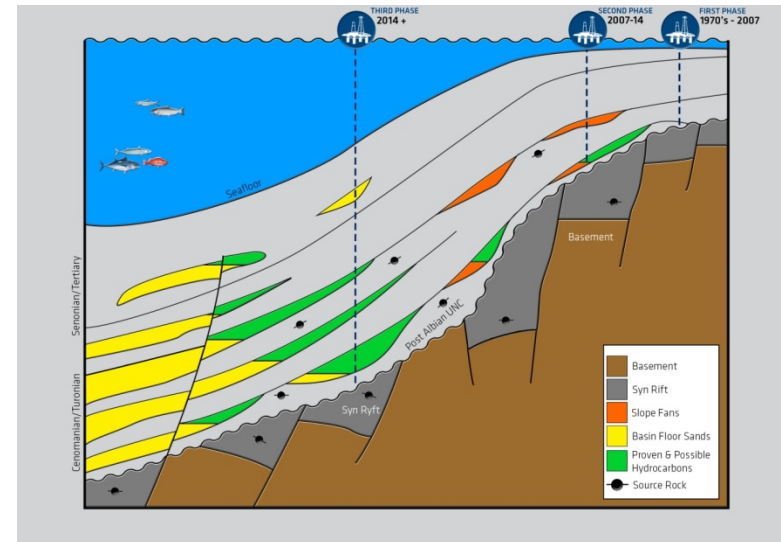 THIRD PHASE
2014 +
SECOND PHASE
2007-14
FIRST PHASE
1970's - 2007
Seafloor
Senonian/Tertiary
Cenomanian/Turonian
Post Albian UNC
Basement
Syn Ryft
Basement
Syn Rift
Slope Fans
Basin Floor Sands
Proven & Possible
Hydrocarbons
Source Rock